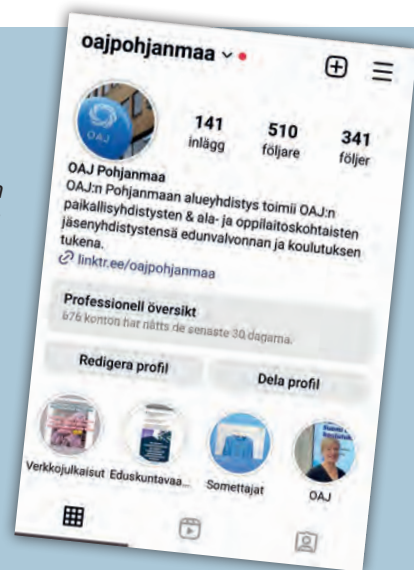 oajpohjanmaa
OAJ
141
inlägg
510
följare
341
följer
OAJ Pohjanmaa
OAJ:n Pohjanmaan alueyhdistys toimii OAJ:n
paikallisyhdistysten & ala- ja oppilaitoskohtaisten
jäsenyhdistystensä edunvalvonnan ja koulutuksen
tukena.
linktr.ee/oajpohjanmaa
Professionell översikt
676 konton har nåtts de senaste 30 dagarna.
Redigera profil
Dela profil
Verkkojulkaisut
Eduskuntavaa...
Somettajat
OAJ